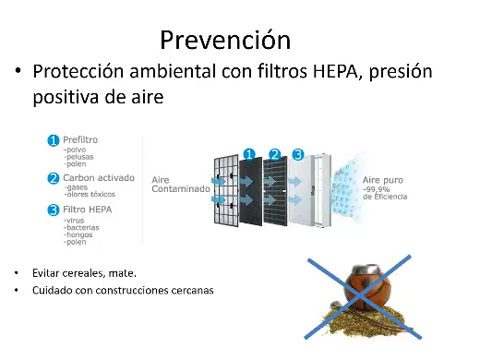 Prevención
• Protección ambiental con filtros HEPA, presión
positiva de aire
1 Prefiltro
-polvo
-pelusas
-polen
2 Carbon activado
-gases
-olores tóxicos
3 Filtro HEPA
-virus
-bacterias
-hongos
-polen
Aire
Contaminado
1 2 3
Aire puro
-99,9%
de Eficiencia
• Evitar cereales, mate.
• Cuidado con construcciones cercanas